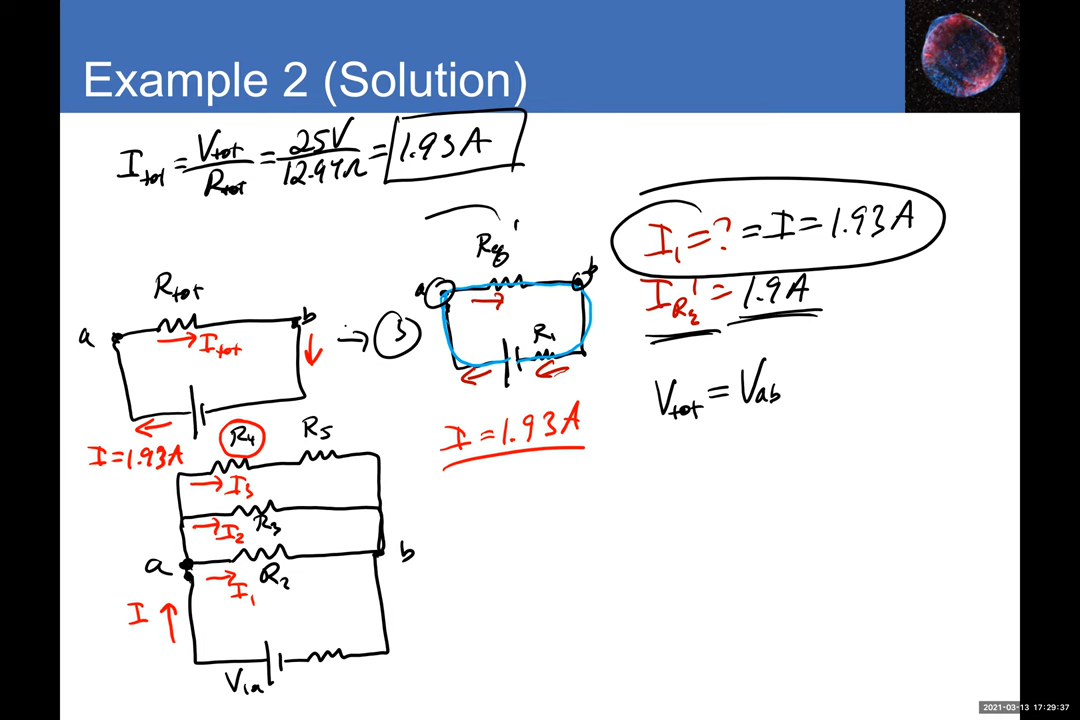 Example 2 (Solution)
I_tot = V_tot / R_tot = 25V / 12.94Ω = 1.93A
I_1 = ? = I = 1.93A
I_R'_eq = 1.9A
V_tot = V_ab
R_tot
a
b
I_tot
I = 1.93A
→ 3
R_eq'
a
b
R_1
I = 1.93A
R_4
R_5
I_3
R_3
I_2
a
b
R_2
I_1
I
2021-03-13 17:29:37